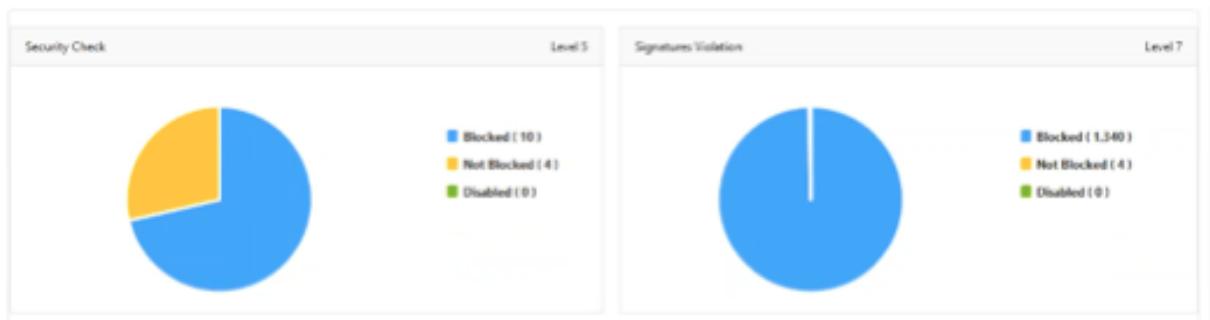 Security Check Level 5
Blocked ( 10 )
Not Blocked ( 4 )
Disabled ( 0 )
Signatures Violation Level 7
Blocked ( 1,340 )
Not Blocked ( 4 )
Disabled ( 0 )